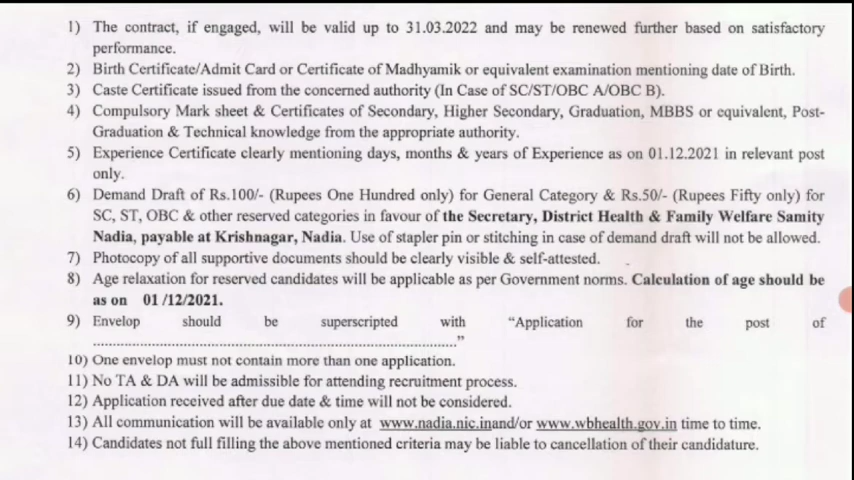 1) The contract, if engaged, will be valid up to 31.03.2022 and may be renewed further based on satisfactory
performance.
2) Birth Certificate/Admit Card or Certificate of Madhyamik or equivalent examination mentioning date of Birth.
3) Caste Certificate issued from the concerned authority (In Case of SC/ST/OBC A/OBC B).
4) Compulsory Mark sheet & Certificates of Secondary, Higher Secondary, Graduation, MBBS or equivalent, Post-
Graduation & Technical knowledge from the appropriate authority.
5) Experience Certificate clearly mentioning days, months & years of Experience as on 01.12.2021 in relevant post
only.
6) Demand Draft of Rs.100/- (Rupees One Hundred only) for General Category & Rs.50/- (Rupees Fifty only) for
SC, ST, OBC & other reserved categories in favour of the Secretary, District Health & Family Welfare Samity
Nadia, payable at Krishnagar, Nadia. Use of stapler pin or stitching in case of demand draft will not be allowed.
7) Photocopy of all supportive documents should be clearly visible & self-attested.
8) Age relaxation for reserved candidates will be applicable as per Government norms. Calculation of age should be
as on 01 /12/2021.
9) Envelop should be superscripted with “Application for the post of
................................................................................”
10) One envelop must not contain more than one application.
11) No TA & DA will be admissible for attending recruitment process.
12) Application received after due date & time will not be considered.
13) All communication will be available only at www.nadia.nic.inand/or www.wbhealth.gov.in time to time.
14) Candidates not full filling the above mentioned criteria may be liable to cancellation of their candidature.